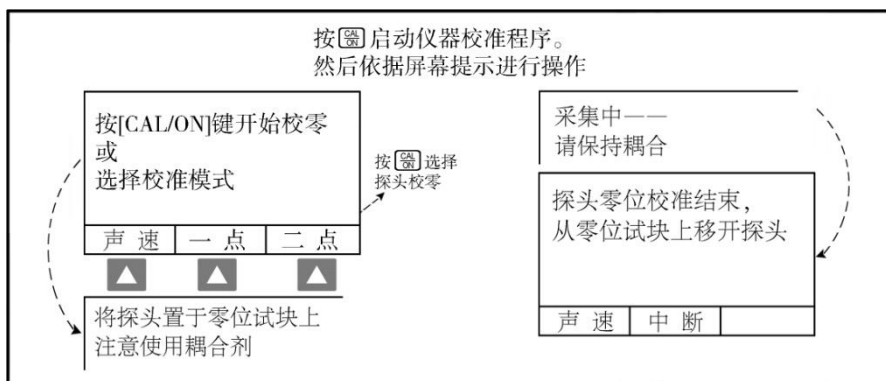 按CAL ON启动仪器校准程序。
然后依据屏幕提示进行操作
按[CAL/ON]键开始校零
或
选择校准模式
声 速 一 点 二 点
按CAL ON选择
探头校零
将探头置于零位试块上
注意使用耦合剂
采集中——
请保持耦合
探头零位校准结束,
从零位试块上移开探头
声 速 中 断